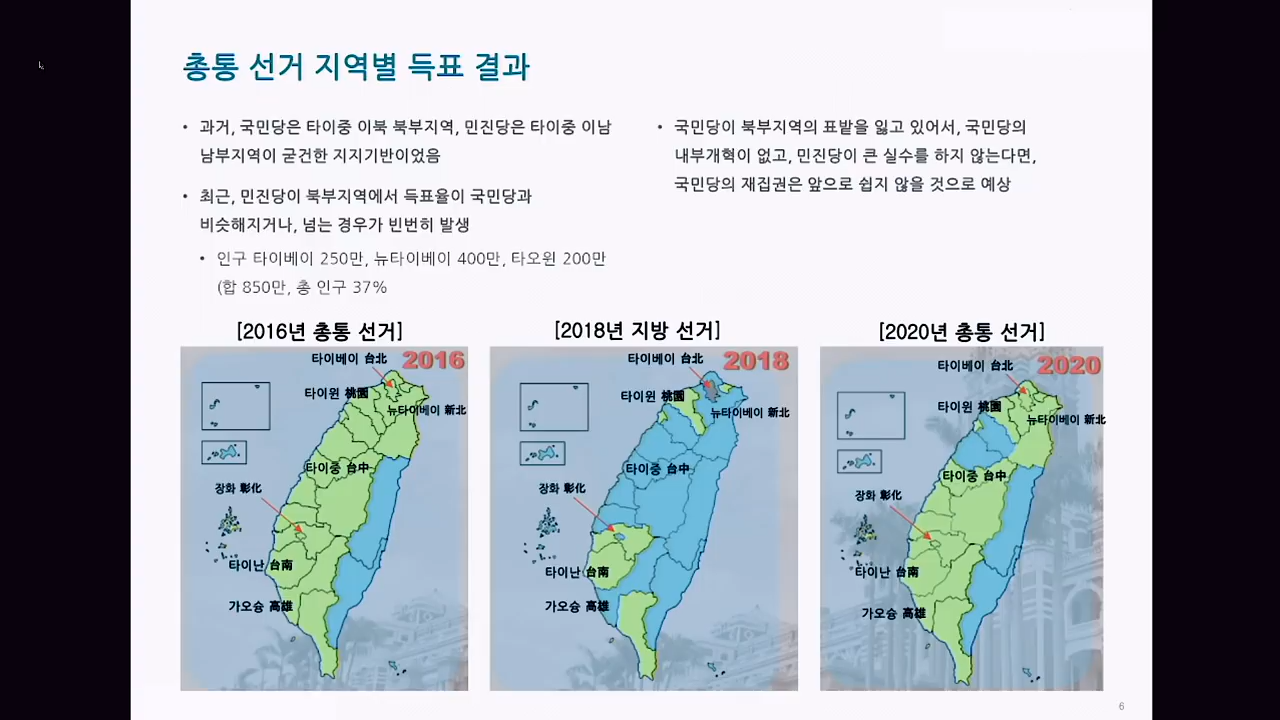 총통 선거 지역별 득표 결과
• 과거, 국민당은 타이중 이북 북부지역, 민진당은 타이중 이남
남부지역이 굳건한 지지기반이었음
• 최근, 민진당이 북부지역에서 득표율이 국민당과
비슷해지거나, 넘는 경우가 빈번히 발생
• 인구 타이베이 250만, 뉴타이베이 400만, 타오윈 200만
(합 850만, 총 인구 37%
• 국민당이 북부지역의 표밭을 잃고 있어서, 국민당의
내부개혁이 없고, 민진당이 큰 실수를 하지 않는다면,
국민당의 재집권은 앞으로 쉽지 않을 것으로 예상
[2016년 총통 선거]
타이베이 台北
2016
타이윈 桃園
뉴타이베이 新北
타이중 台中
장화 彰化
타이난 台南
가오슝 高雄
[2018년 지방 선거]
타이베이 台北
2018
타이윈 桃園
뉴타이베이 新北
타이중 台中
장화 彰化
타이난 台南
가오슝 高雄
[2020년 총통 선거]
타이베이 台北
2020
타이윈 桃園
뉴타이베이 新北
타이중 台中
장화 彰化
타이난 台南
가오슝 高雄
6